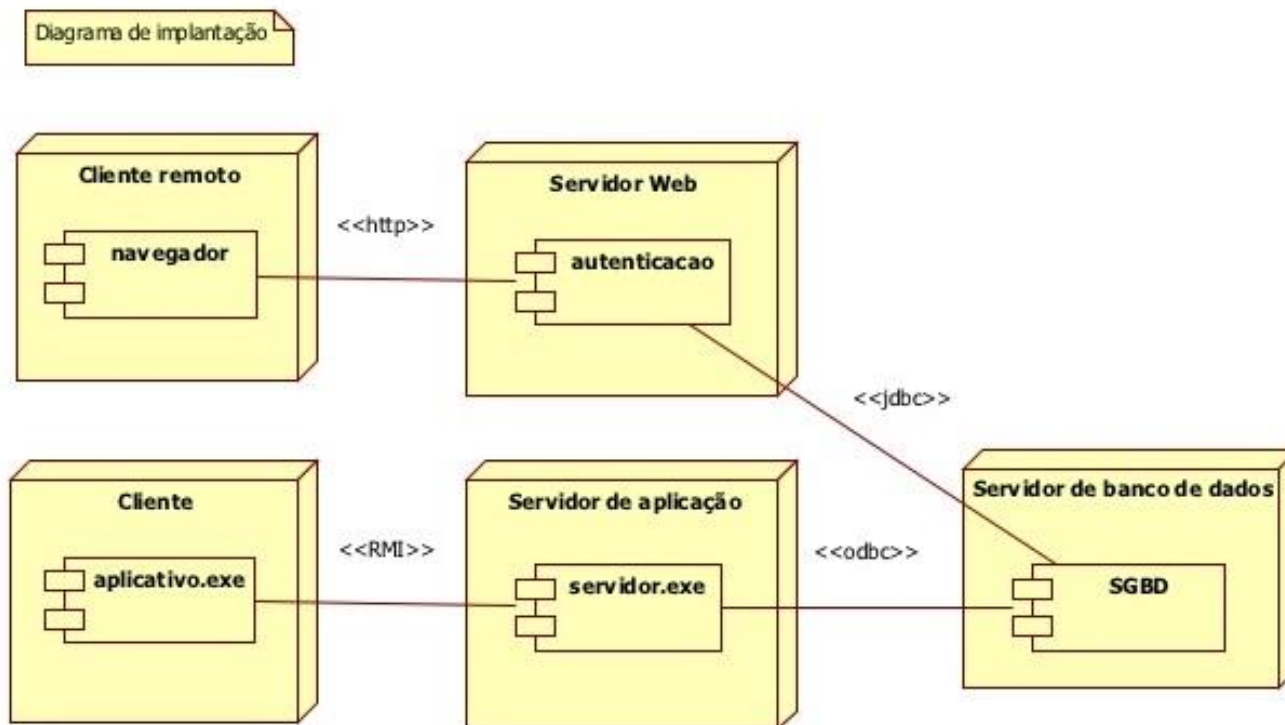 Diagrama de implantação
Cliente remoto
navegador
<<http>>
Servidor Web
autenticacao
<<jdbc>>
Cliente
aplicativo.exe
<<RMI>>
Servidor de aplicação
servidor.exe
<<odbc>>
Servidor de banco de dados
SGBD